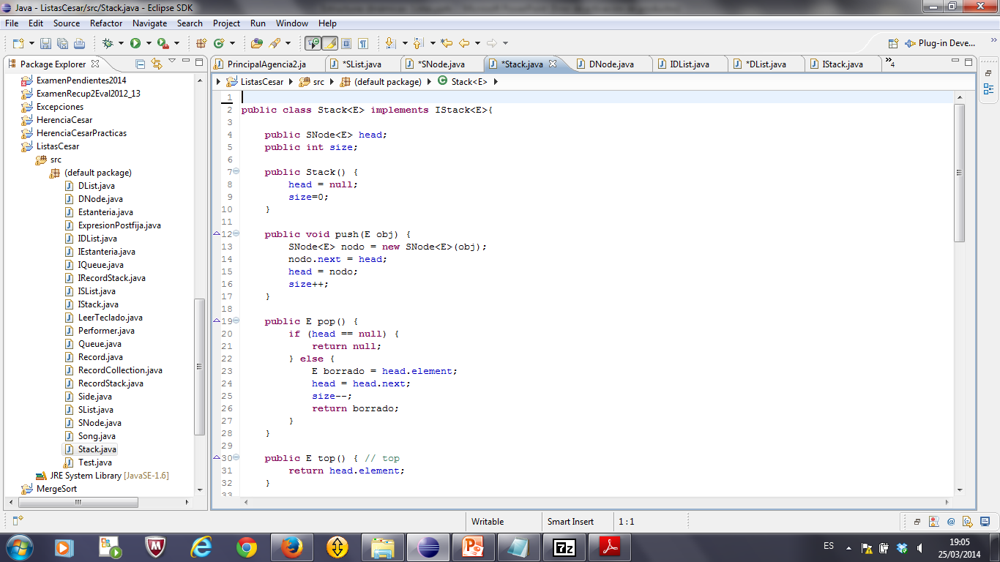 Java - ListasCesar/src/Stack.java - Eclipse SDK
File Edit Source Refactor Navigate Search Project Run Window Help
Plug-in Deve...
Package Explorer
PrincipalAgencia2.ja *SList.java *SNode.java *Stack.java DNode.java IDList.java *DList.java IStack.java »4
ListasCesar src (default package) Stack<E>
ExamenPendientes2014
ExamenRecup2Eval2012_13
Excepciones
HerenciaCesar
HerenciaCesarPracticas
ListasCesar
src
(default package)
DList.java
DNode.java
Estanteria.java
ExpresionPostfija.java
IDList.java
IEstanteria.java
IQueue.java
IRecordStack.java
ISList.java
IStack.java
LeerTeclado.java
Performer.java
Queue.java
Record.java
RecordCollection.java
RecordStack.java
Side.java
SList.java
SNode.java
Song.java
Stack.java
Test.java
JRE System Library [JavaSE-1.6]
MergeSort
1
2 public class Stack<E> implements IStack<E>{
3
4 public SNode<E> head;
5 public int size;
6
7 public Stack() {
8 head = null;
9 size=0;
10 }
11
12 public void push(E obj) {
13 SNode<E> nodo = new SNode<E>(obj);
14 nodo.next = head;
15 head = nodo;
16 size++;
17 }
18
19 public E pop() {
20 if (head == null) {
21 return null;
22 } else {
23 E borrado = head.element;
24 head = head.next;
25 size--;
26 return borrado;
27 }
28 }
29
30 public E top() { // top
31 return head.element;
32 }
33
Writable Smart Insert 1 : 1
ES 19:05
25/03/2014